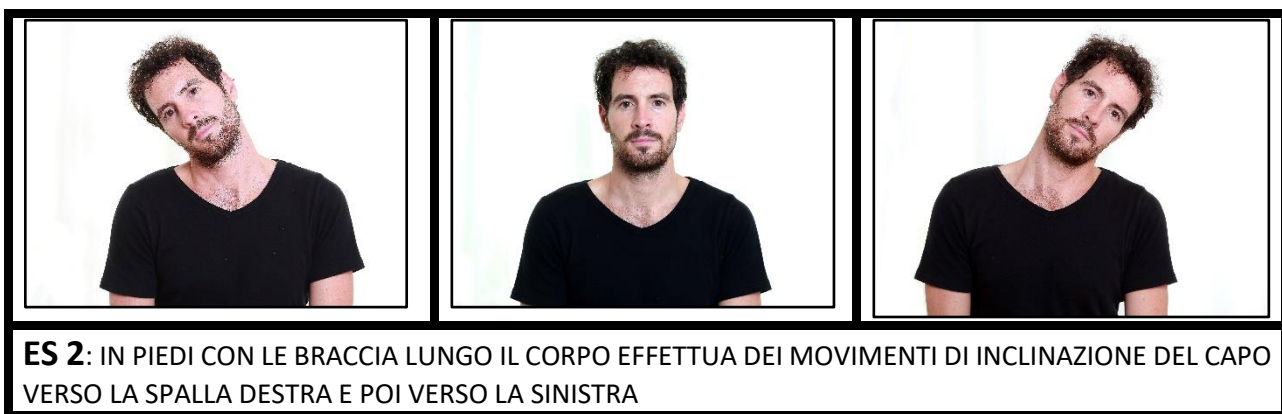 ES 2: IN PIEDI CON LE BRACCIA LUNGO IL CORPO EFFETTUA DEI MOVIMENTI DI INCLINAZIONE DEL CAPO
VERSO LA SPALLA DESTRA E POI VERSO LA SINISTRA